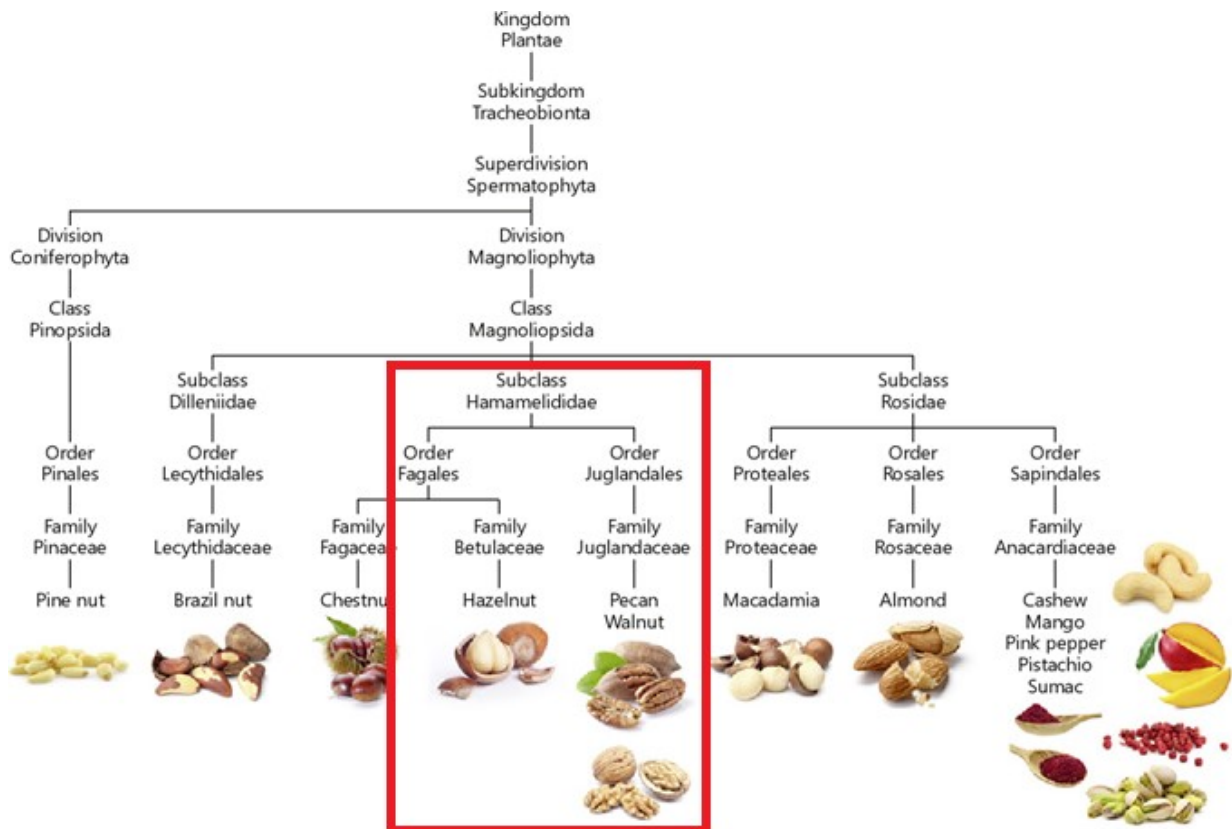 Kingdom
Plantae
Subkingdom
Tracheobionta
Superdivision
Spermatophyta
Division
Coniferophyta
Division
Magnoliophyta
Class
Pinopsida
Class
Magnoliopsida
Subclass
Dilleniidae
Subclass
Hamamelididae
Subclass
Rosidae
Order
Pinales
Order
Lecythidales
Order
Fagales
Order
Juglandales
Order
Proteales
Order
Rosales
Order
Sapindales
Family
Pinaceae
Family
Lecythidaceae
Family
Fagaceae
Family
Betulaceae
Family
Juglandaceae
Family
Proteaceae
Family
Rosaceae
Family
Anacardiaceae
Pine nut
Brazil nut
Chestnut
Hazelnut
Pecan
Walnut
Macadamia
Almond
Cashew
Mango
Pink pepper
Pistachio
Sumac